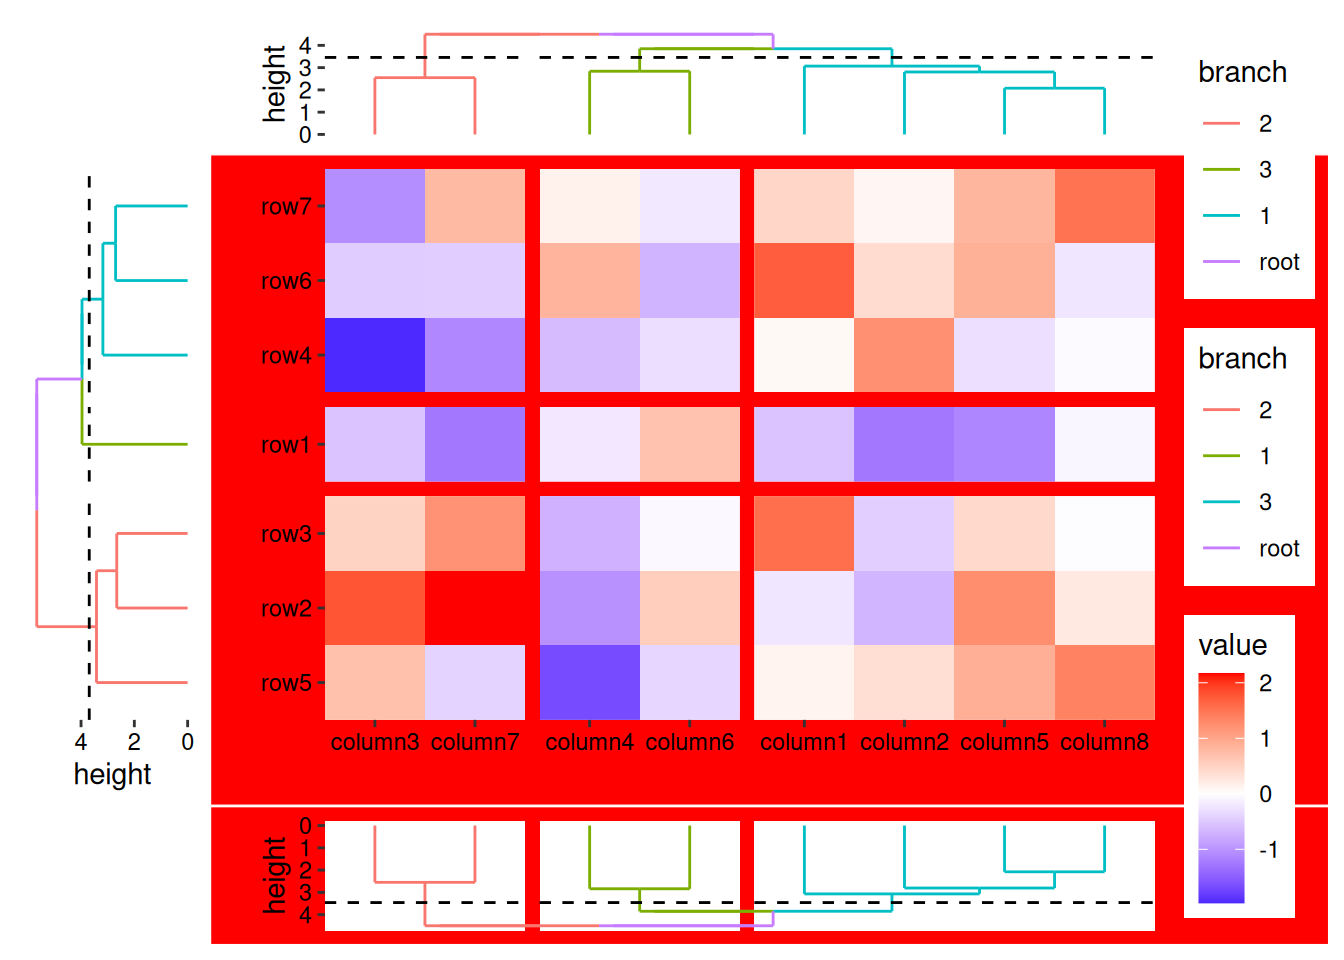 height
4
3
2
1
0
branch
2
3
1
root
row7
row6
row4
row1
row3
row2
row5
4 2 0
height
column3 column7 column4 column6 column1 column2 column5 column8
branch
2
1
3
root
value
2
1
0
-1
height
0
1
2
3
4